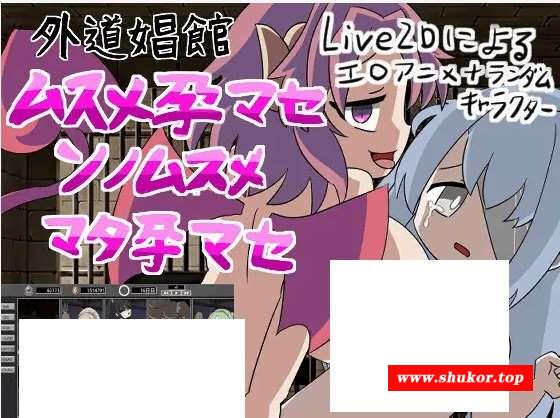 外道娼館
ムスメ孕マセ
ソノムスメ
マタ孕マセ
Live2Dによる
エロアニメ+ランダム
キャラクター
16日目
www.shukor.top